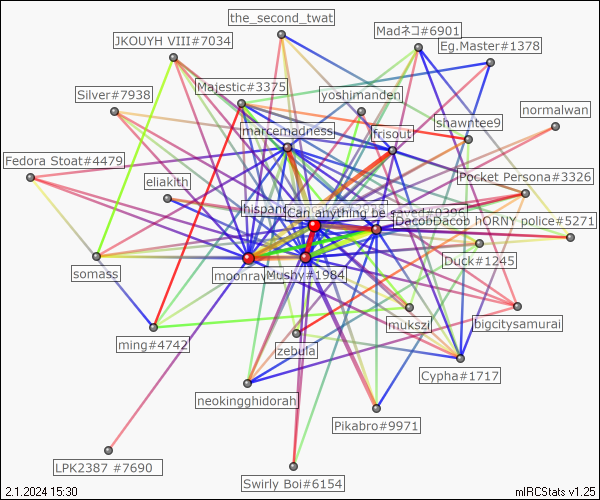 the_second_twat
Madネコ#6901
JKOUYH VIII#7034
Eg.Master#1378
Majestic#3375
Silver#7938
yoshimanden
normalwan
shawntee9
marcemadness
frisout
Fedora Stoat#4479
Pocket Persona#3326
eliakith
hispan
Can anything be saved
DacobDacob hORNY police#5271
Duck#1245
somass
moonrav
Mushy#1984
mukszi
bigcitysamurai
ming#4742
zebula
Cypha#1717
neokingghidorah
Pikabro#9971
LPK2387 #7690
Swirly Boi#6154
2.1.2024 15:30
mIRCStats v1.25